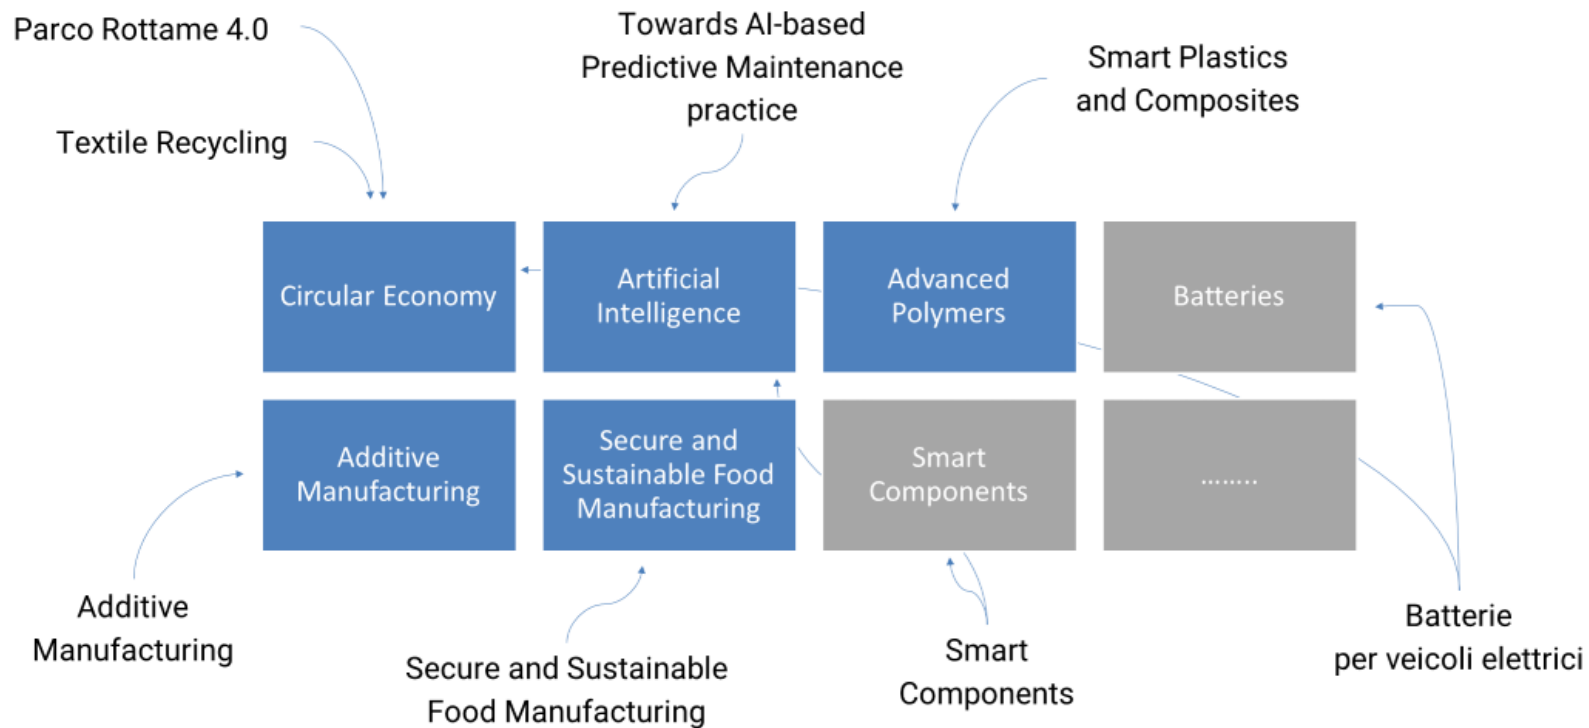 Parco Rottame 4.0
Towards AI-based
Predictive Maintenance
practice
Smart Plastics
and Composites
Textile Recycling
Circular Economy
Artificial
Intelligence
Advanced
Polymers
Batteries
Additive
Manufacturing
Secure and
Sustainable Food
Manufacturing
Smart
Components
........
Additive
Manufacturing
Secure and Sustainable
Food Manufacturing
Smart
Components
Batterie
per veicoli elettrici